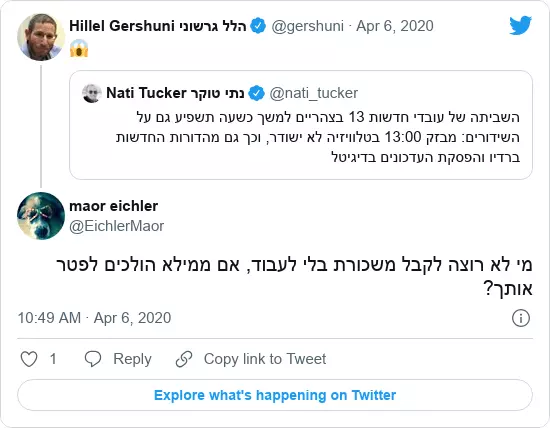 Hillel Gershuni הלל גרשוני @gershuni · Apr 6, 2020
😱
Nati Tucker נתי טוקר @nati_tucker
השביתה של עובדי חדשות 13 בצהריים למשך כשעה תשפיע גם על
השידורים: מבזק 13:00 בטלוויזיה לא ישודר, וכך גם מהדורות החדשות
ברדיו והפסקת העדכונים בדיגיטל
maor eichler
@EichlerMaor
מי לא רוצה לקבל משכורת בלי לעבוד, אם ממילא הולכים לפטר
אותך?
10:49 AM · Apr 6, 2020
1 Reply Copy link to Tweet
Explore what's happening on Twitter